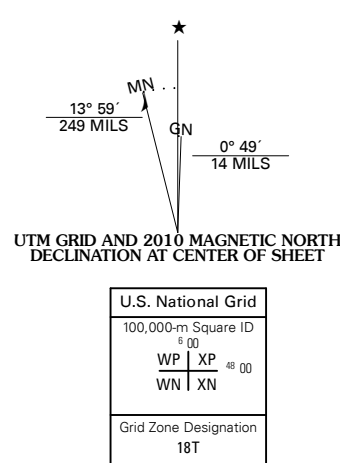 ★
MN
13° 59´
249 MILS
GN
0° 49´
14 MILS
UTM GRID AND 2010 MAGNETIC NORTH
DECLINATION AT CENTER OF SHEET
U.S. National Grid
100,000-m Square ID
6 00
WP XP 48 00
WN XN
Grid Zone Designation
18T